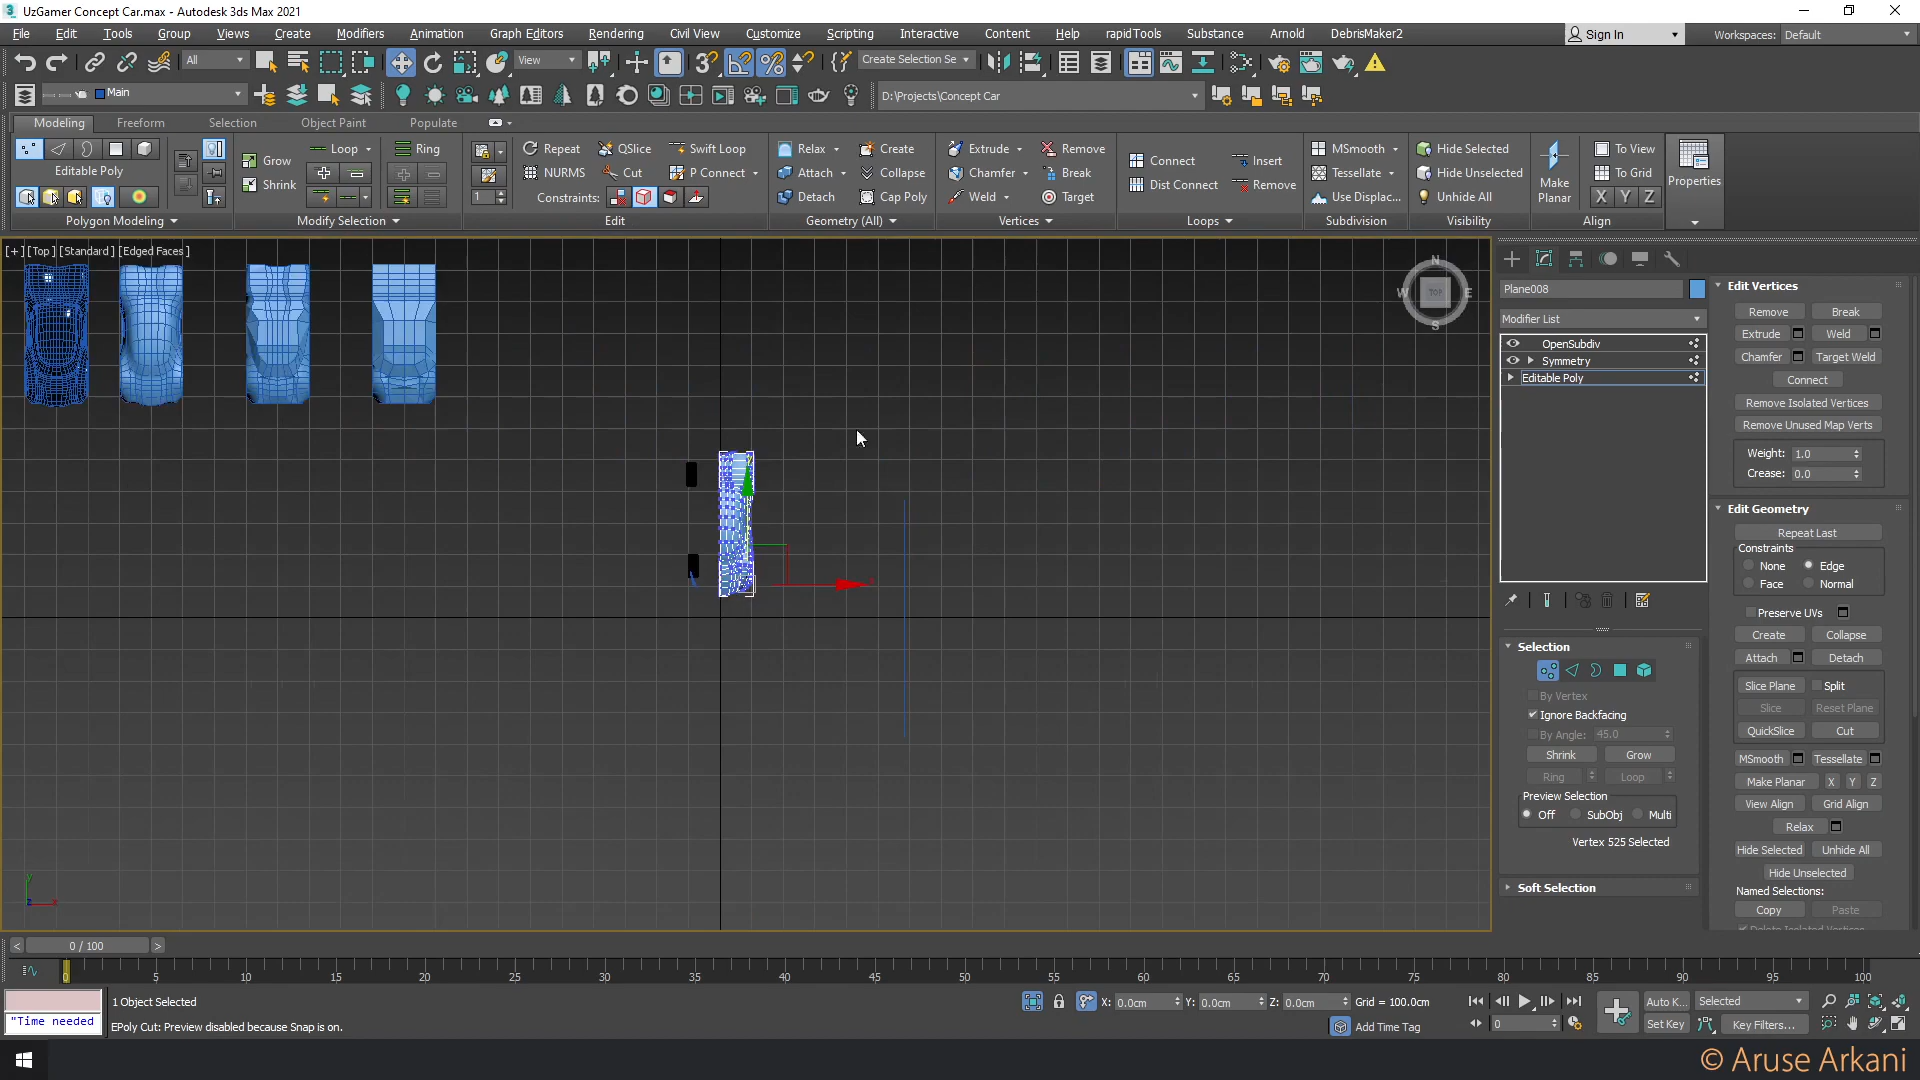 UzGamer Concept Car.max - Autodesk 3ds Max 2021
File Edit Tools Group Views Create Modifiers Animation Graph Editors Rendering Civil View Customize Scripting Interactive Content Help rapidTools Substance Arnold DebrisMaker2 Sign In Workspaces: Default
All View Create Selection Se
Main D:\Projects\Concept Car
Modeling Freeform Selection Object Paint Populate
Loop Ring Repeat QSlice Swift Loop Relax Create Extrude Remove MSmooth Hide Selected To View
Grow Connect Insert
Editable Poly NURMS Cut P Connect Attach Collapse Chamfer Break Tessellate Hide Unselected To Grid
Shrink Dist Connect Remove Make Planar Properties
1 Constraints: Detach Cap Poly Weld Target Use Displac... Unhide All X Y Z
Polygon Modeling Modify Selection Edit Geometry (All) Vertices Loops Subdivision Visibility Align
[+] [Top] [Standard] [Edged Faces]
N
W TOP E
S
Plane008
Modifier List
OpenSubdiv
Symmetry
Editable Poly
Selection
By Vertex
Ignore Backfacing
By Angle: 45.0
Shrink Grow
Ring Loop
Preview Selection
Off SubObj Multi
Vertex 525 Selected
Soft Selection
Edit Vertices
Remove Break
Extrude Weld
Chamfer Target Weld
Connect
Remove Isolated Vertices
Remove Unused Map Verts
Weight: 1.0
Crease: 0.0
Edit Geometry
Repeat Last
Constraints
None Edge
Face Normal
Preserve UVs
Create Collapse
Attach Detach
Slice Plane Split
Slice Reset Plane
QuickSlice Cut
MSmooth Tessellate
Make Planar X Y Z
View Align Grid Align
Relax
Hide Selected Unhide All
Hide Unselected
Named Selections:
Copy Paste
Delete Isolated Vertices
y
z x
< 0 / 100 >
0 5 10 15 20 25 30 35 40 45 50 55 60 65 70 75 80 85 90 95 100
1 Object Selected X: 0.0cm Y: 0.0cm Z: 0.0cm Grid = 100.0cm Auto K... Selected
"Time needed EPoly Cut: Preview disabled because Snap is on. Add Time Tag 0 Set Key Key Filters...
© Aruse Arkani